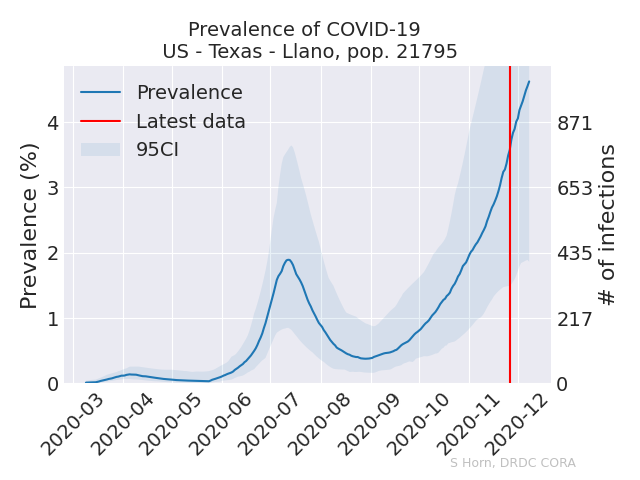 Prevalence of COVID-19
US - Texas - Llano, pop. 21795
Prevalence
Latest data
95CI
Prevalence (%)
4
3
2
1
0
871
653
435
217
0
# of infections
2020-03
2020-04
2020-05
2020-06
2020-07
2020-08
2020-09
2020-10
2020-11
2020-12
S Horn, DRDC CORA